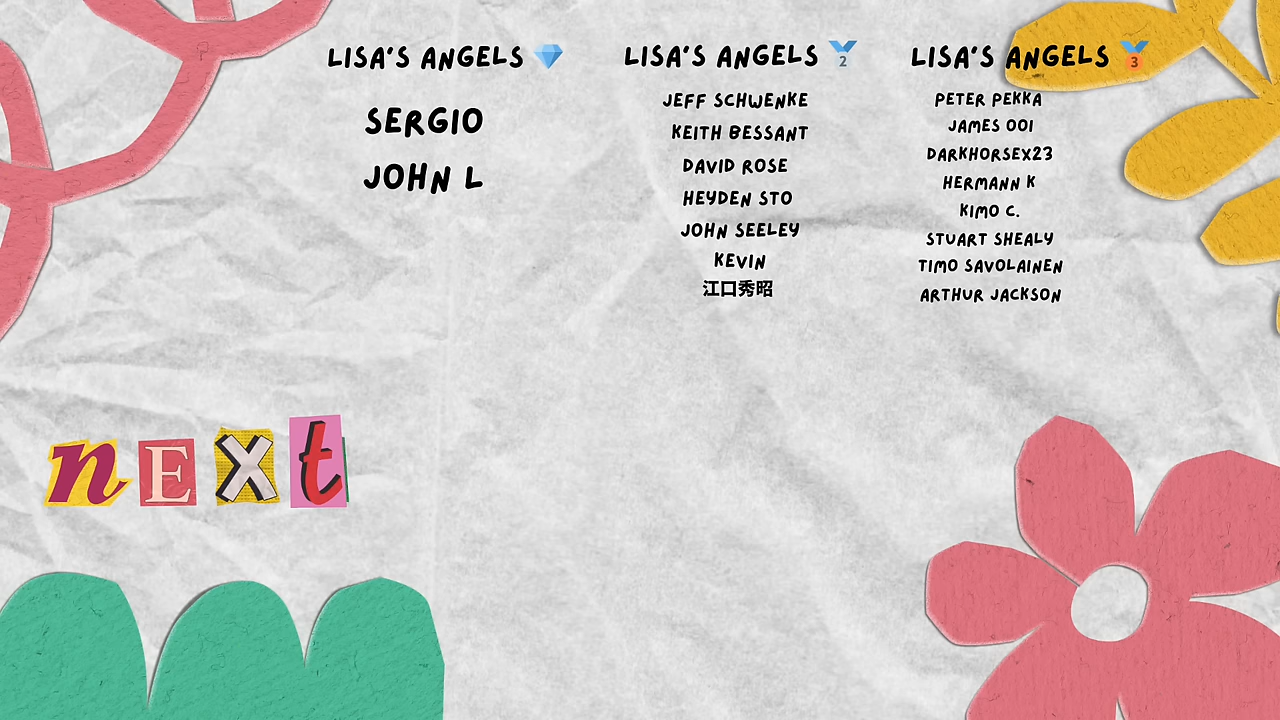 LISA'S ANGELS 💎
SERGIO
JOHN L
LISA'S ANGELS 🥈
JEFF SCHWENKE
KEITH BESSANT
DAVID ROSE
HEYDEN STO
JOHN SEELEY
KEVIN
江口秀昭
LISA'S ANGELS 🥉
PETER PEKKA
JAMES OOI
DARKHORSEX23
HERMANN K
KIMO C.
STUART SHEALY
TIMO SAVOLAINEN
ARTHUR JACKSON
nExt